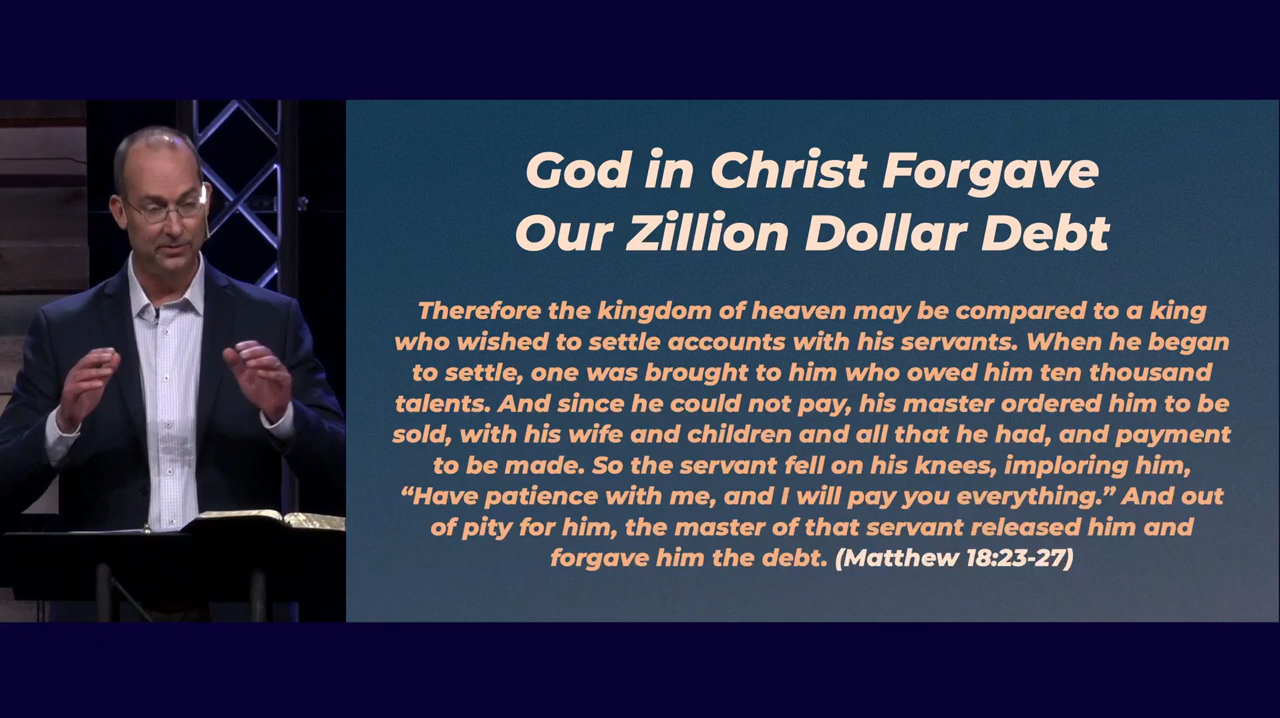 God in Christ Forgave
Our Zillion Dollar Debt
Therefore the kingdom of heaven may be compared to a king
who wished to settle accounts with his servants. When he began
to settle, one was brought to him who owed him ten thousand
talents. And since he could not pay, his master ordered him to be
sold, with his wife and children and all that he had, and payment
to be made. So the servant fell on his knees, imploring him,
“Have patience with me, and I will pay you everything.” And out
of pity for him, the master of that servant released him and
forgave him the debt. (Matthew 18:23-27)